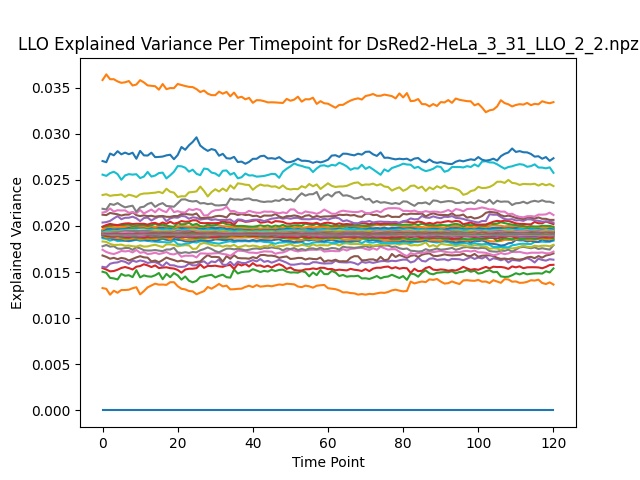 LLO Explained Variance Per Timepoint for DsRed2-HeLa_3_31_LLO_2_2.npz
0.035
0.030
0.025
0.020
0.015
0.010
0.005
0.000
Explained Variance
0 20 40 60 80 100 120
Time Point